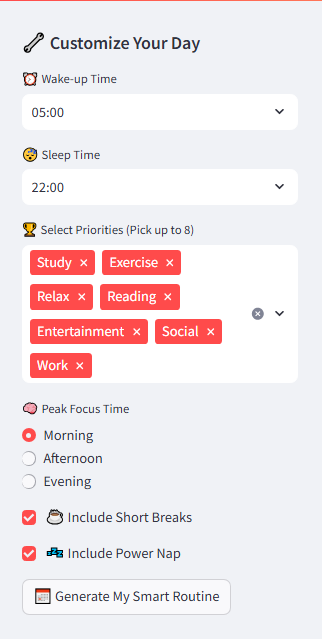 Customize Your Day
Wake-up Time
05:00
Sleep Time
22:00
Select Priorities (Pick up to 8)
Study × Exercise ×
Relax × Reading ×
Entertainment × Social ×
Work ×
Peak Focus Time
Morning
Afternoon
Evening
Include Short Breaks
Include Power Nap
Generate My Smart Routine